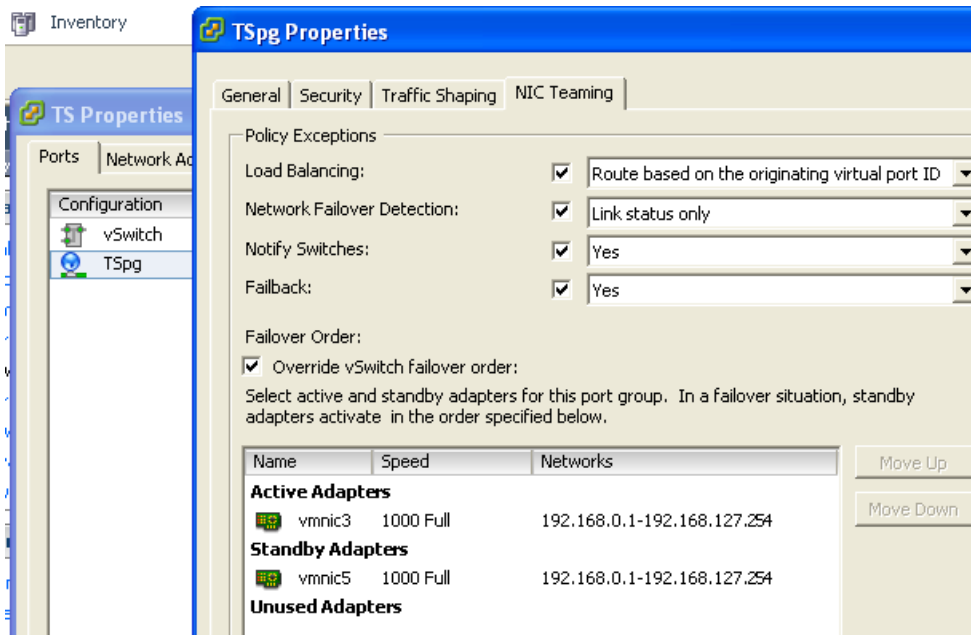 Inventory
TSpg Properties
TS Properties
Ports
Network Ad
Configuration
vSwitch
TSpg
General
Security
Traffic Shaping
NIC Teaming
Policy Exceptions
Load Balancing:
Route based on the originating virtual port ID
Network Failover Detection:
Link status only
Notify Switches:
Yes
Failback:
Yes
Failover Order:
Override vSwitch failover order:
Select active and standby adapters for this port group. In a failover situation, standby
adapters activate in the order specified below.
Name Speed Networks
Move Up
Active Adapters
vmnic3 1000 Full 192.168.0.1-192.168.127.254
Move Down
Standby Adapters
vmnic5 1000 Full 192.168.0.1-192.168.127.254
Unused Adapters